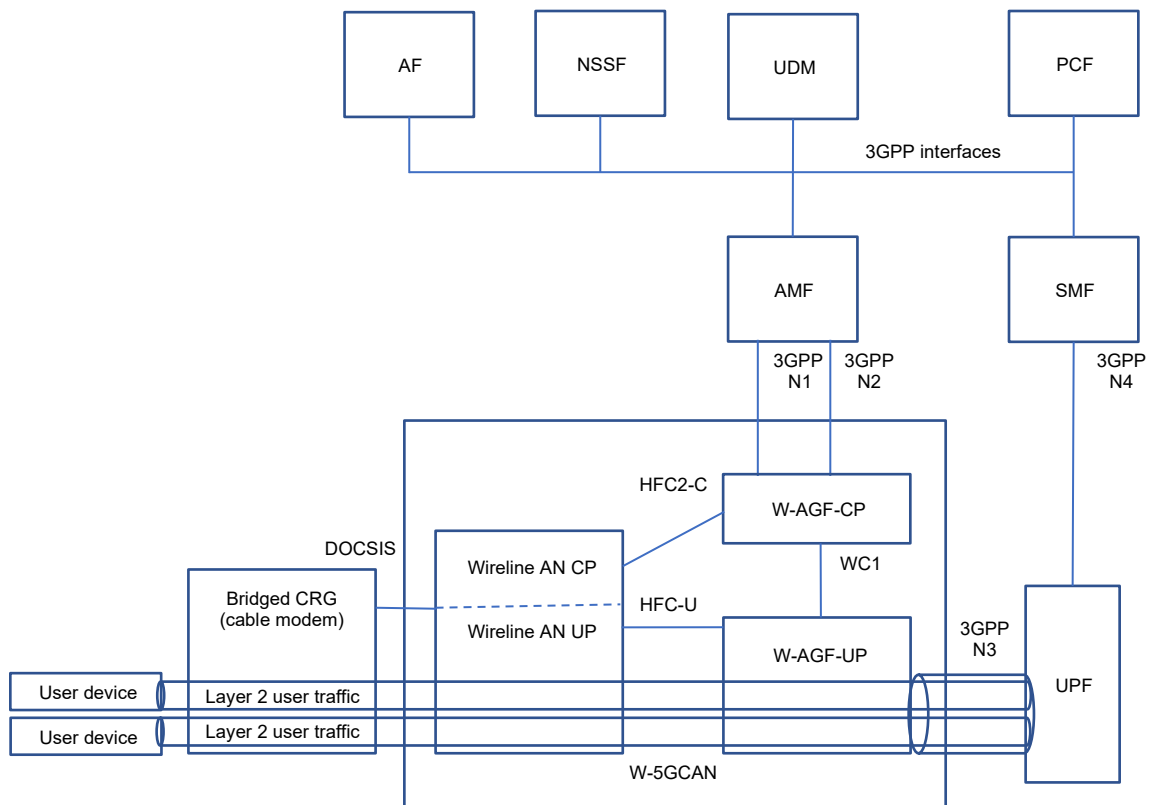 AF
NSSF
UDM
PCF
3GPP interfaces
AMF
SMF
3GPP
N1
3GPP
N2
3GPP
N4
HFC2-C
W-AGF-CP
DOCSIS
Wireline AN CP
WC1
Bridged CRG
(cable modem)
HFC-U
Wireline AN UP
W-AGF-UP
3GPP
N3
UPF
User device
Layer 2 user traffic
User device
Layer 2 user traffic
W-5GCAN